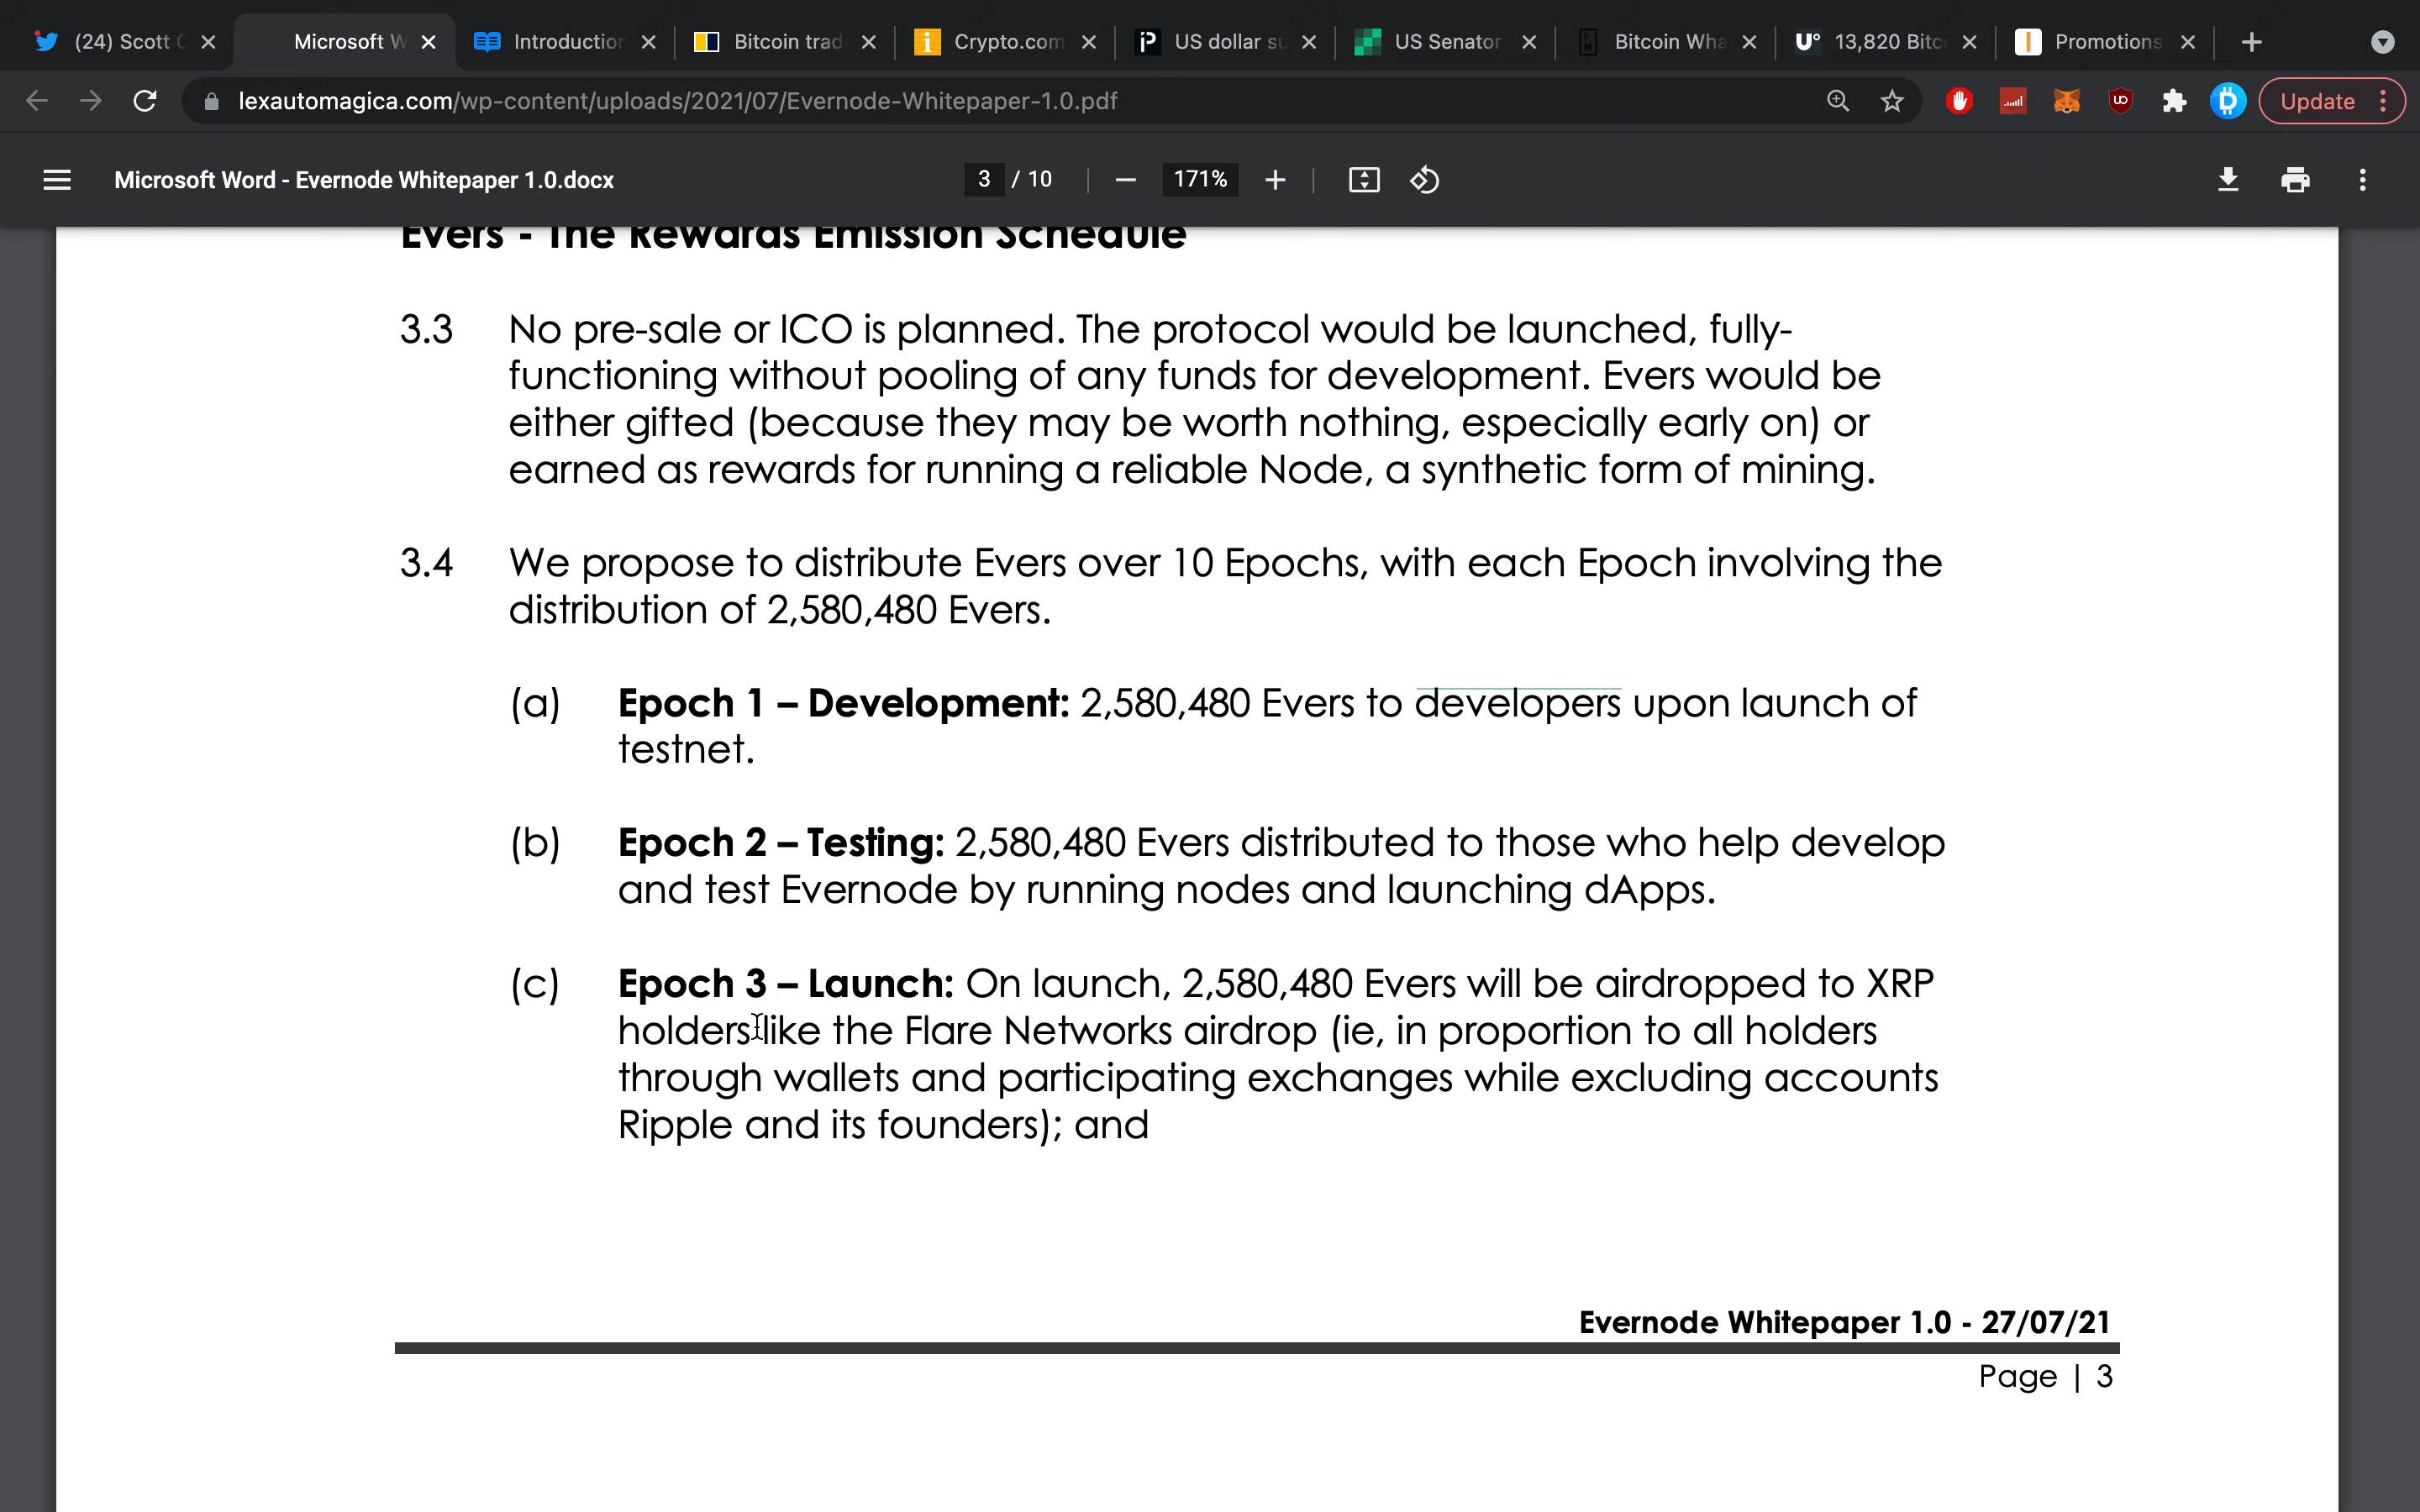 (24) Scott C
Microsoft W
Introduction
Bitcoin trad
Crypto.com
US dollar su
US Senator
Bitcoin Wha
13,820 Bitc
Promotions
lexautomagica.com/wp-content/uploads/2021/07/Evernode-Whitepaper-1.0.pdf
Update
Microsoft Word - Evernode Whitepaper 1.0.docx
3 / 10
171%
Evers - The Rewards Emission Schedule
3.3 No pre-sale or ICO is planned. The protocol would be launched, fully-
functioning without pooling of any funds for development. Evers would be
either gifted (because they may be worth nothing, especially early on) or
earned as rewards for running a reliable Node, a synthetic form of mining.
3.4 We propose to distribute Evers over 10 Epochs, with each Epoch involving the
distribution of 2,580,480 Evers.
(a) Epoch 1 – Development: 2,580,480 Evers to developers upon launch of
testnet.
(b) Epoch 2 – Testing: 2,580,480 Evers distributed to those who help develop
and test Evernode by running nodes and launching dApps.
(c) Epoch 3 – Launch: On launch, 2,580,480 Evers will be airdropped to XRP
holders like the Flare Networks airdrop (ie, in proportion to all holders
through wallets and participating exchanges while excluding accounts
Ripple and its founders); and
Evernode Whitepaper 1.0 - 27/07/21
Page | 3